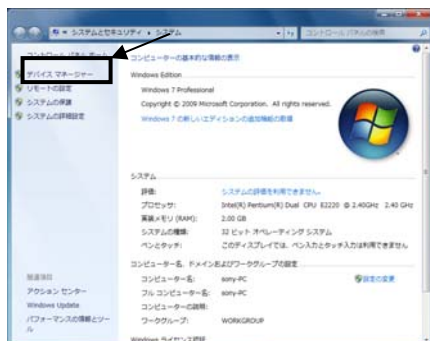 システムとセキュリティ ▸ システム
コントロール パネルの検索
コントロール パネル ホーム
デバイス マネージャー
リモートの設定
システムの保護
システムの詳細設定
関連項目
アクション センター
Windows Update
パフォーマンスの情報とツール
コンピューターの基本的な情報の表示
Windows Edition
Windows 7 Professional
Copyright © 2009 Microsoft Corporation. All rights reserved.
Windows 7 の新しいエディションの追加機能の取得
システム
評価: システムの評価を利用できません。
プロセッサ: Intel(R) Pentium(R) Dual CPU E2220 @ 2.40GHz 2.40 GHz
実装メモリ (RAM): 2.00 GB
システムの種類: 32 ビット オペレーティング システム
ペンとタッチ: このディスプレイでは、ペン入力とタッチ入力は利用できません
コンピューター名、ドメインおよびワークグループの設定
コンピューター名: sony-PC 設定の変更
フル コンピューター名: sony-PC
コンピューターの説明:
ワークグループ: WORKGROUP
Windows ライセンス認証